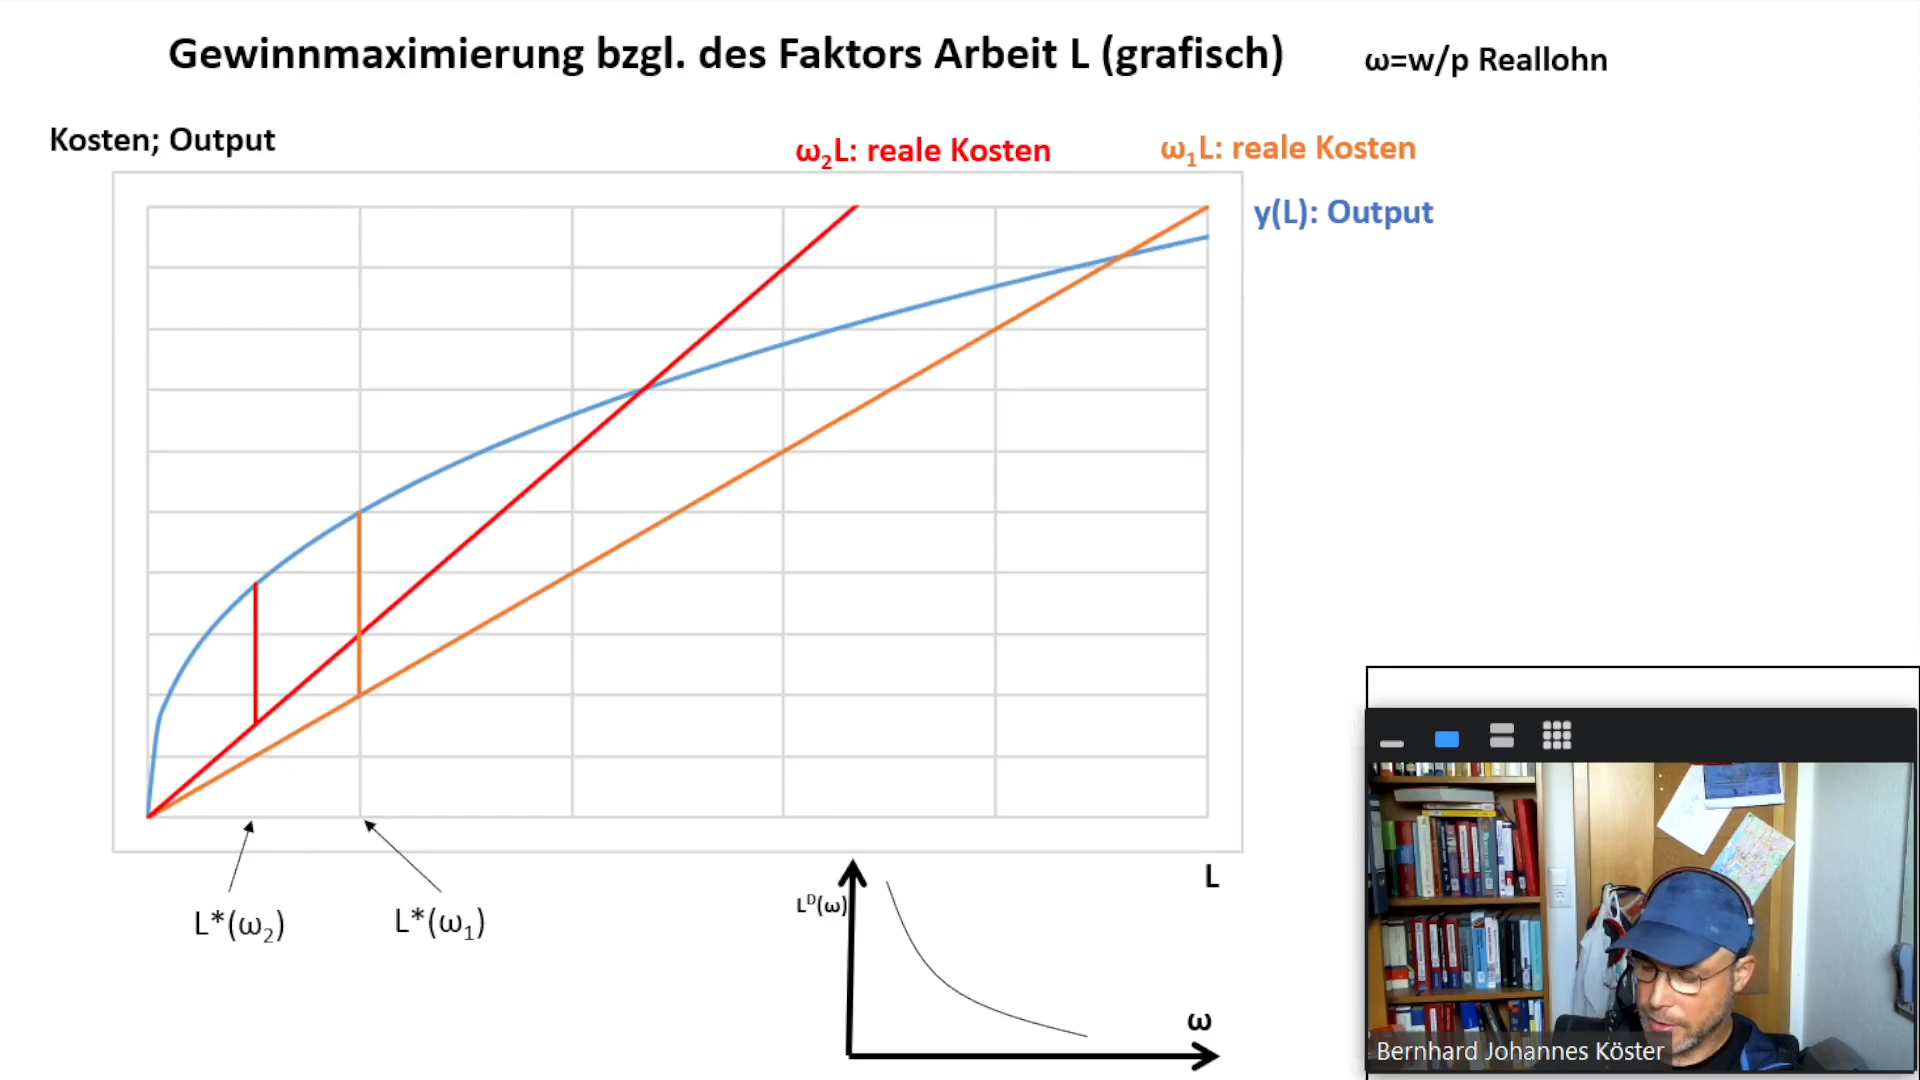 Gewinnmaximierung bzgl. des Faktors Arbeit L (grafisch)
ω=w/p Reallohn
Kosten; Output
ω₂L: reale Kosten
ω₁L: reale Kosten
y(L): Output
L*(ω₂)
L*(ω₁)
L
Lᴰ(ω)
ω
Bernhard Johannes Köster